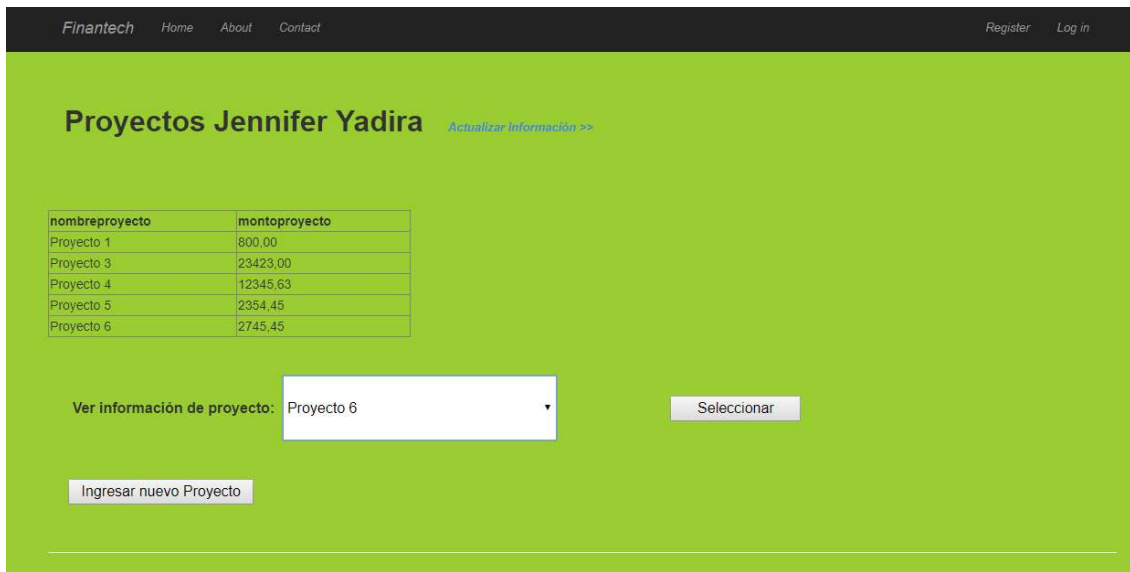 Finantech Home About Contact Register Log in
Proyectos Jennifer Yadira Actualizar Información >>
nombreproyecto montoproyecto
Proyecto 1 800,00
Proyecto 3 23423,00
Proyecto 4 12345,63
Proyecto 5 2354,45
Proyecto 6 2745,45
Ver información de proyecto: Proyecto 6 Seleccionar
Ingresar nuevo Proyecto